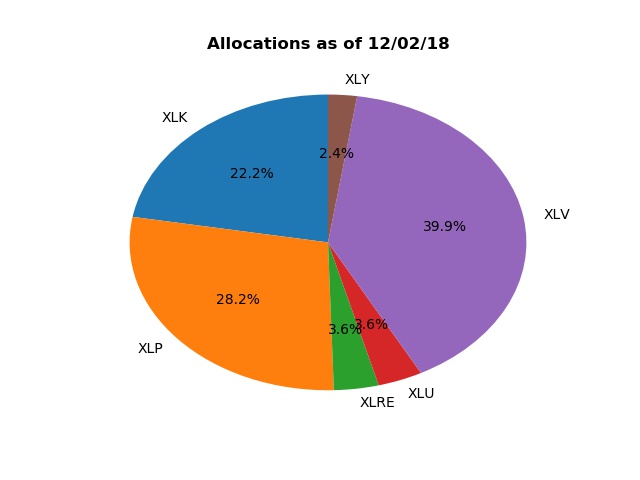 Allocations as of 12/02/18
XLY
XLK
2.4%
22.2%
XLV
39.9%
28.2%
3.6%
3.6%
XLP
XLU
XLRE